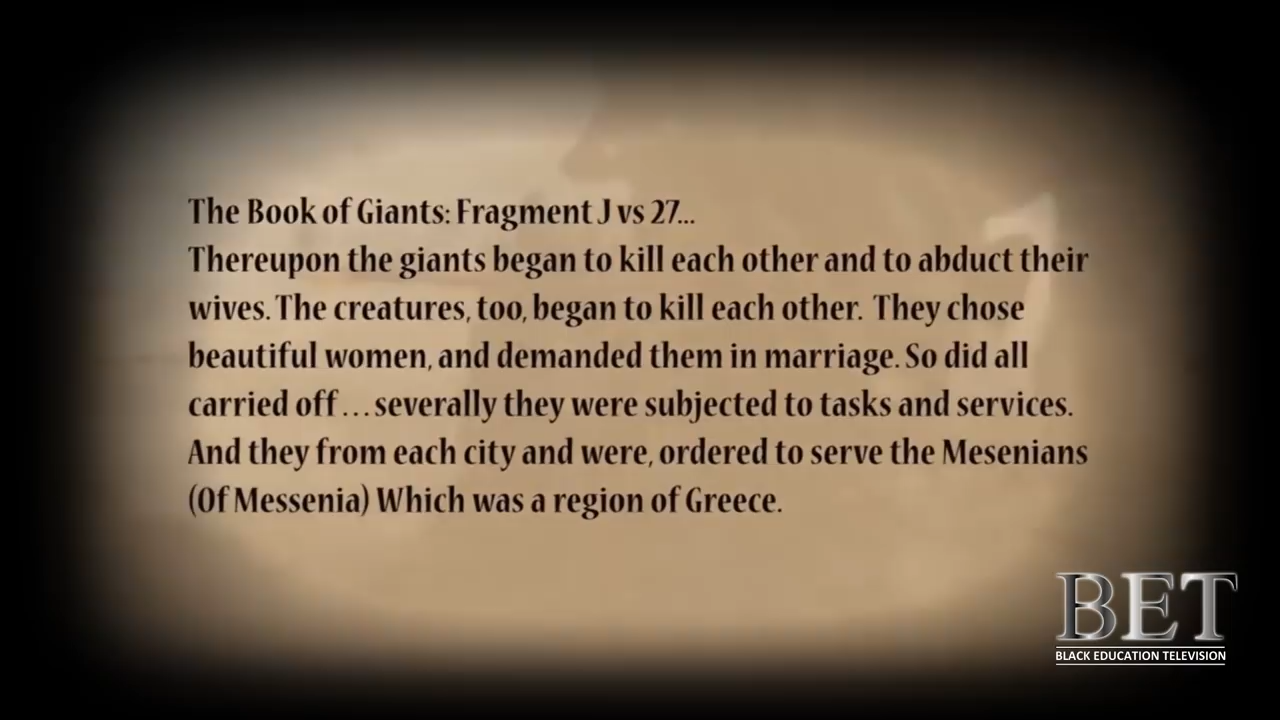 The Book of Giants: Fragment J vs 27...
Thereupon the giants began to kill each other and to abduct their
wives. The creatures, too, began to kill each other. They chose
beautiful women, and demanded them in marriage. So did all
carried off . . . severally they were subjected to tasks and services.
And they from each city and were, ordered to serve the Mesenians
(Of Messenia) Which was a region of Greece.
BET
BLACK EDUCATION TELEVISION